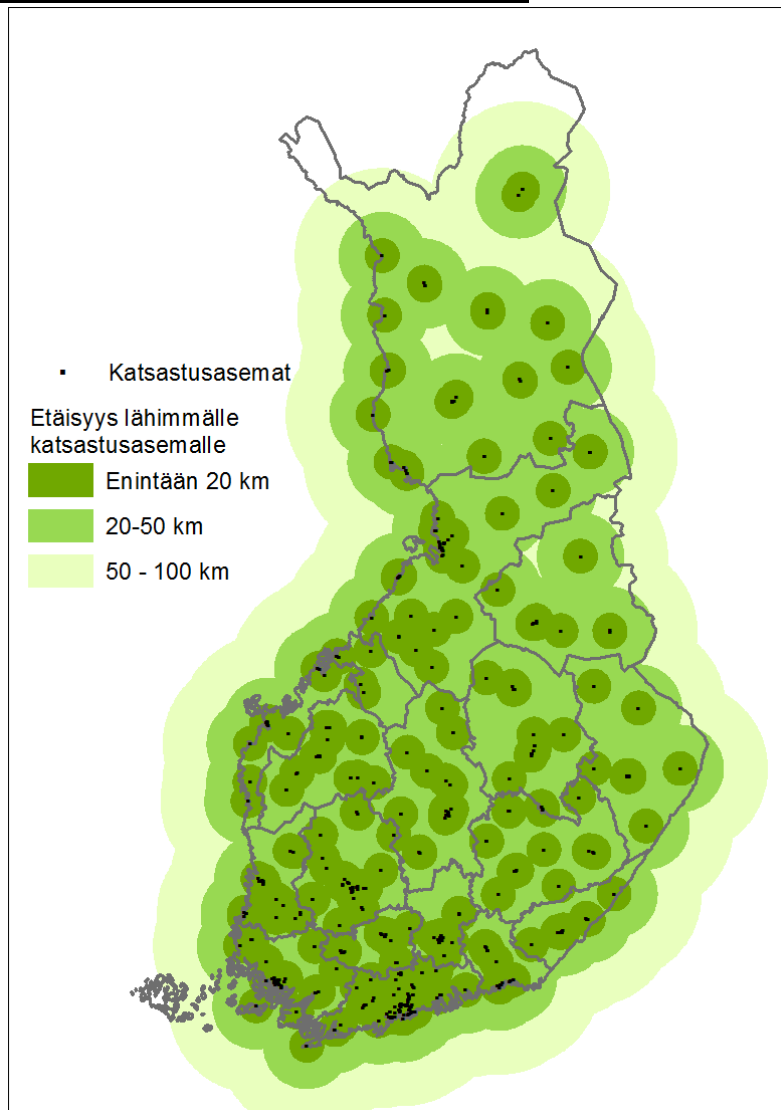 Katsastusasemat
Etäisyys lähimmälle
katsastusasemalle
Enintään 20 km
20-50 km
50 - 100 km